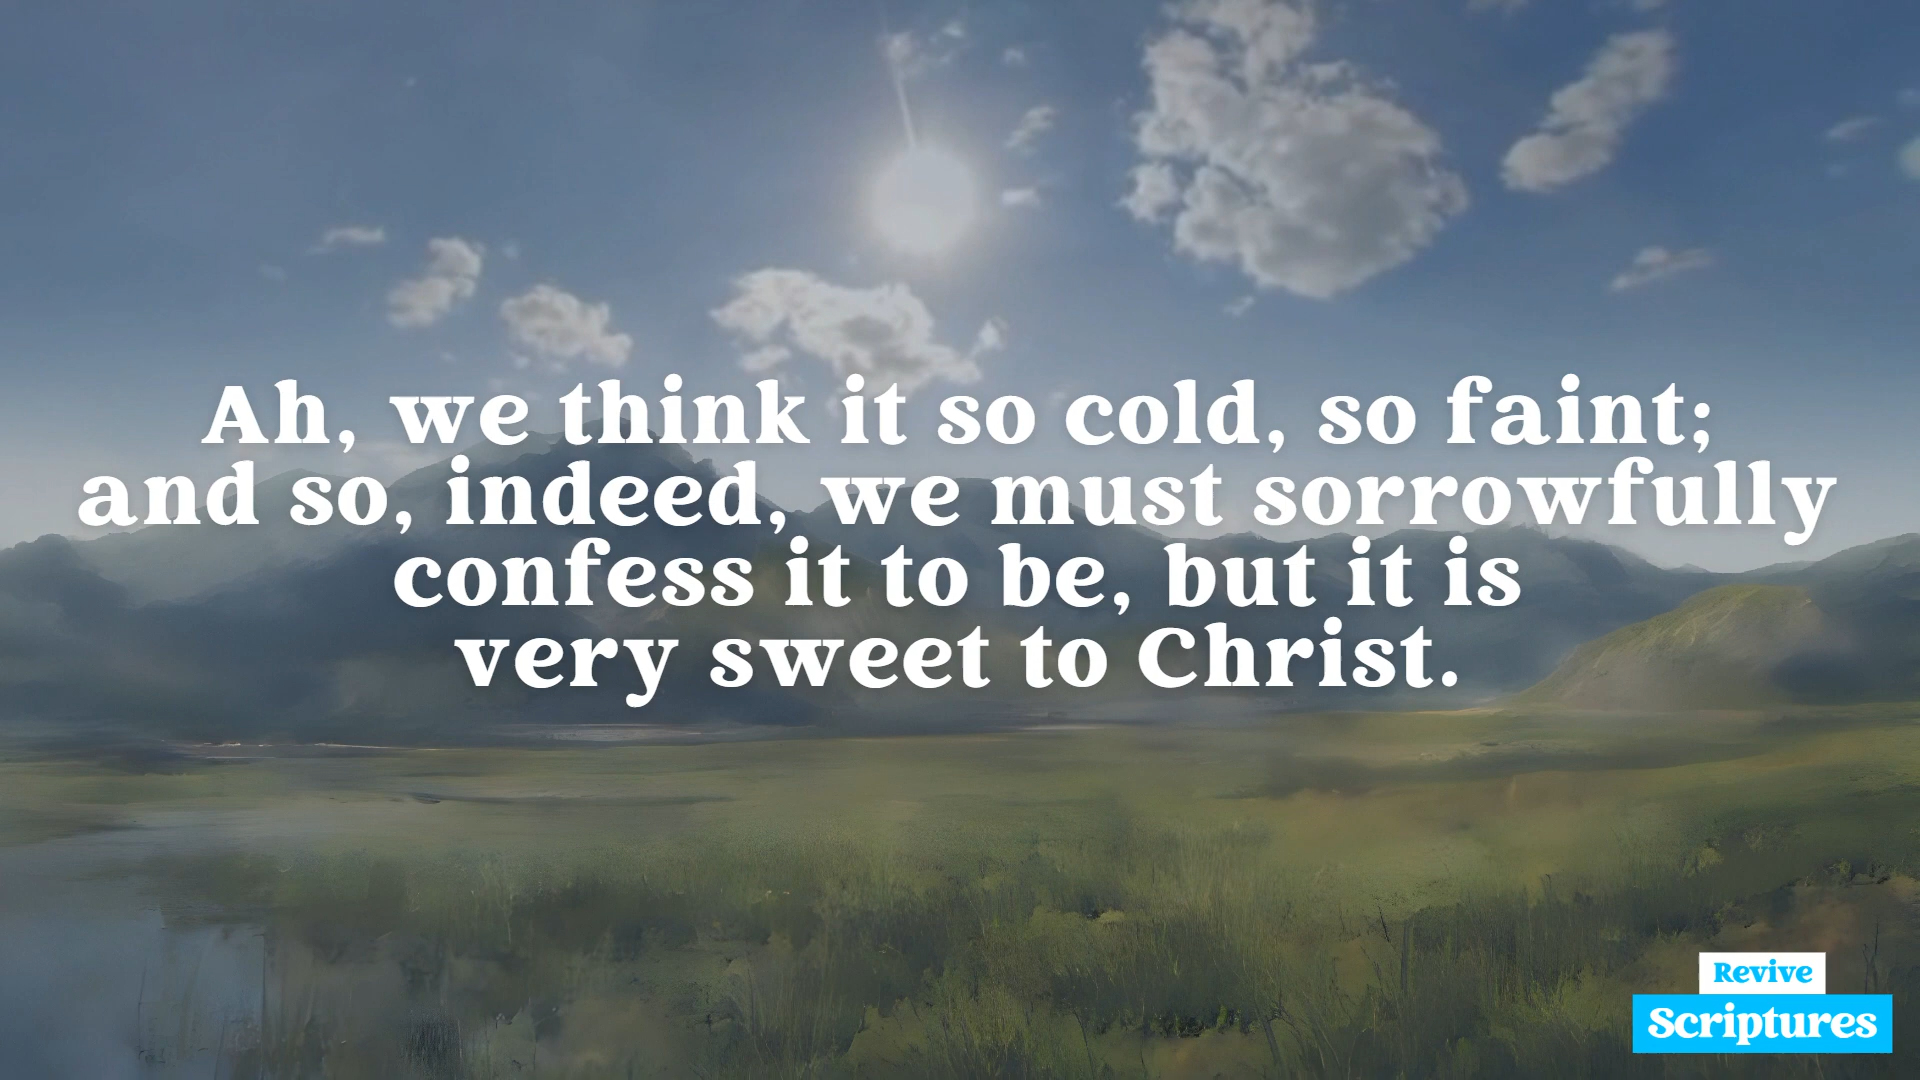 Ah, we think it so cold, so faint;
and so, indeed, we must sorrowfully
confess it to be, but it is
very sweet to Christ.
Revive
Scriptures